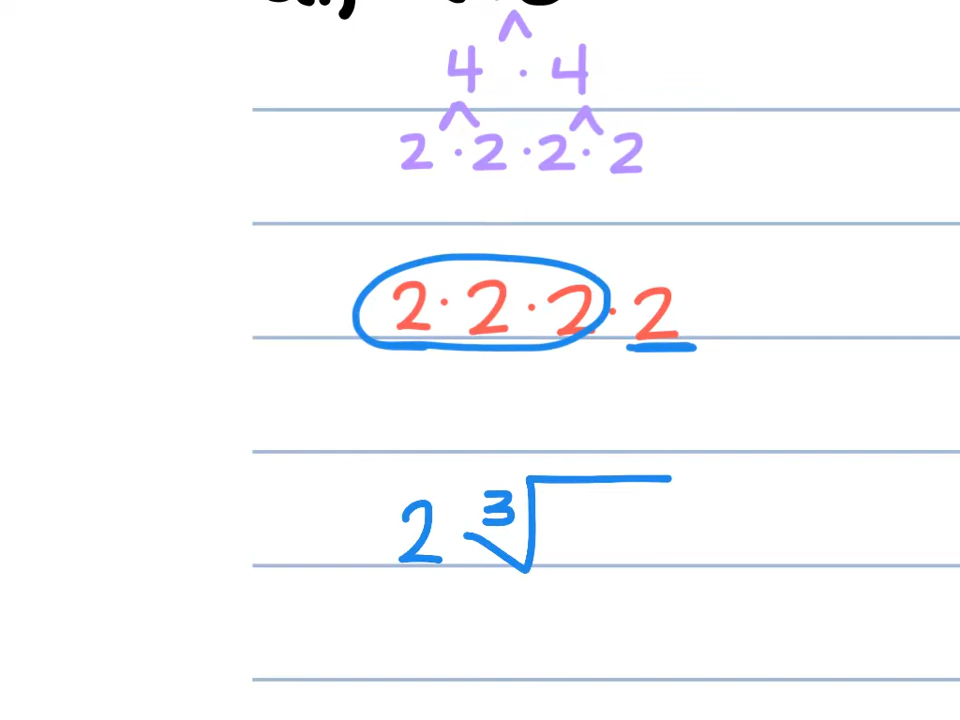 4 · 4
2 · 2 · 2 · 2
2 · 2 · 2 · 2
2 ∛